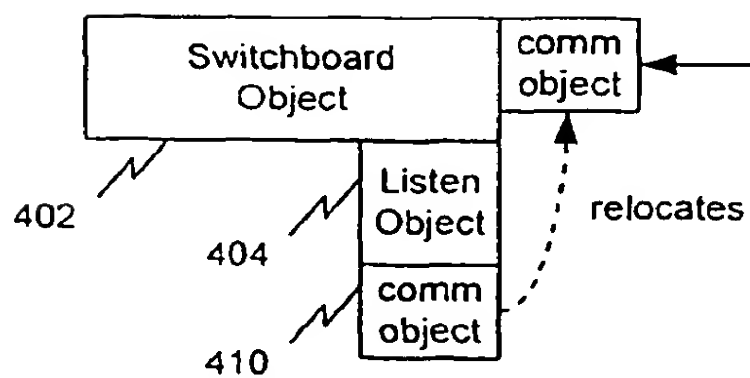 Switchboard
Object
comm
object
Listen
Object
relocates
comm
object
402
404
410